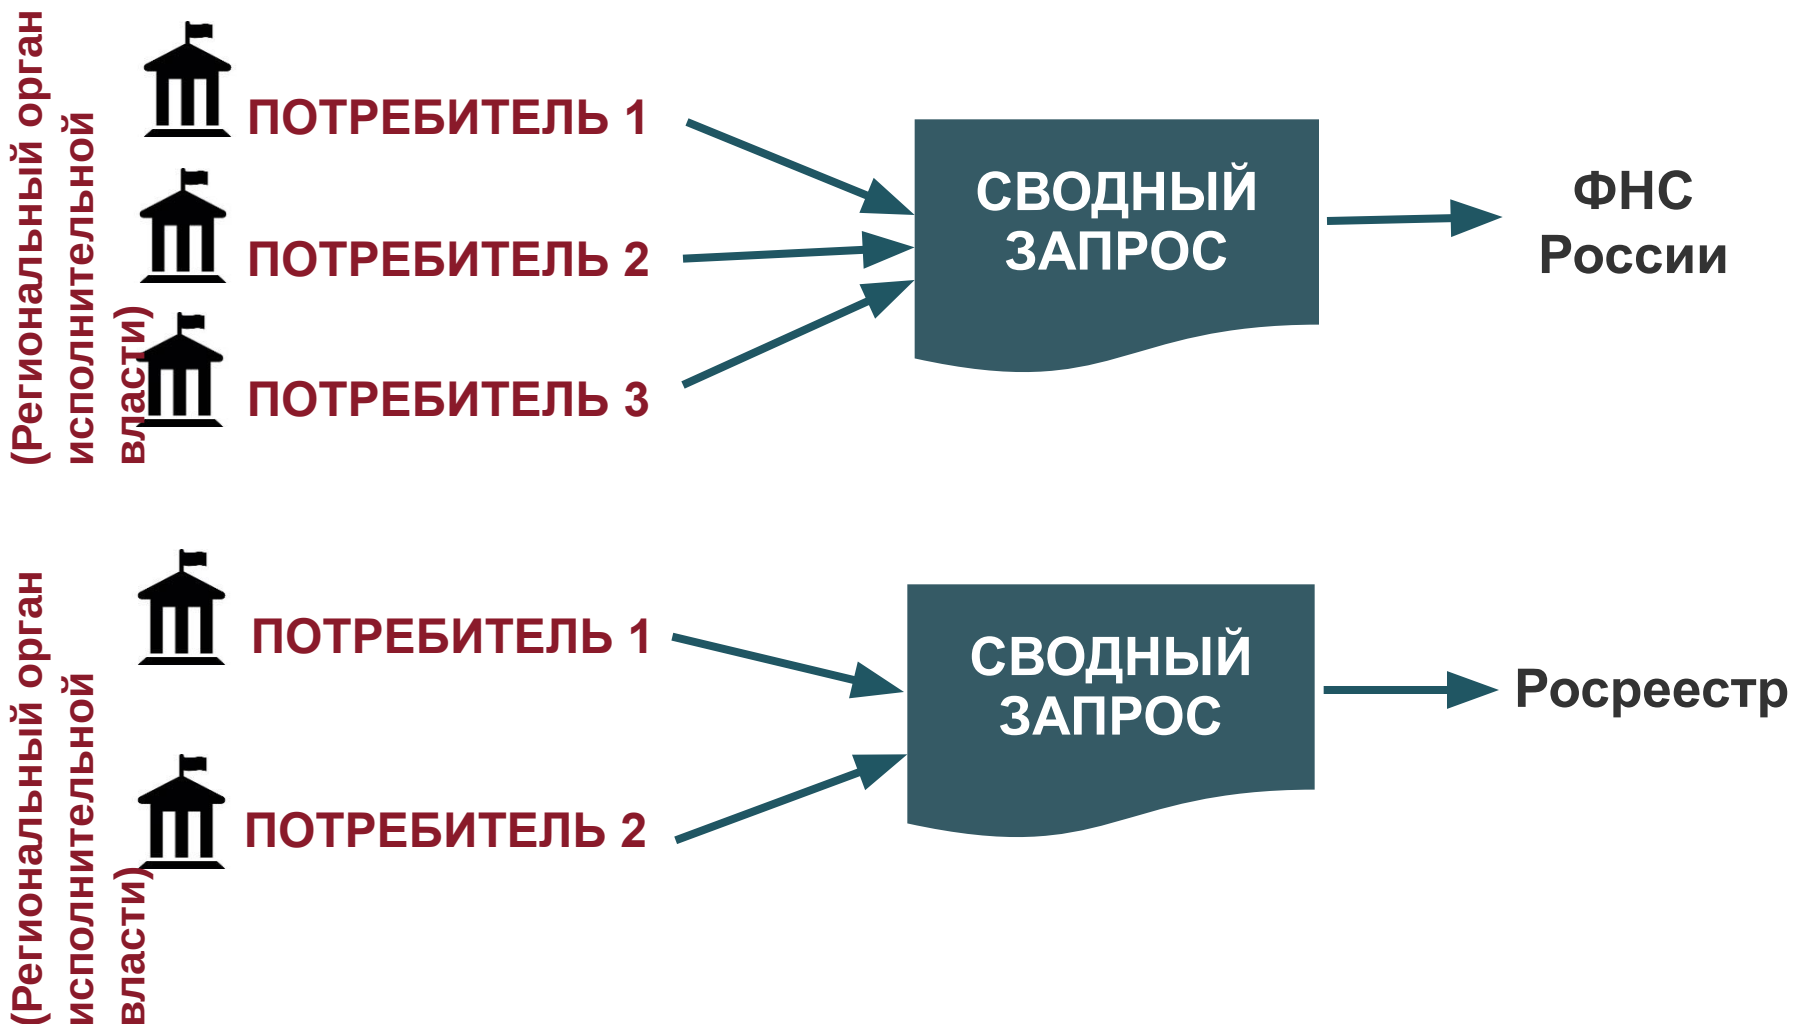 (Региональный орган
исполнительной
власти)
ПОТРЕБИТЕЛЬ 1
ПОТРЕБИТЕЛЬ 2
ПОТРЕБИТЕЛЬ 3
СВОДНЫЙ
ЗАПРОС
ФНС
России
(Региональный орган
исполнительной
власти)
ПОТРЕБИТЕЛЬ 1
ПОТРЕБИТЕЛЬ 2
СВОДНЫЙ
ЗАПРОС
Росреестр